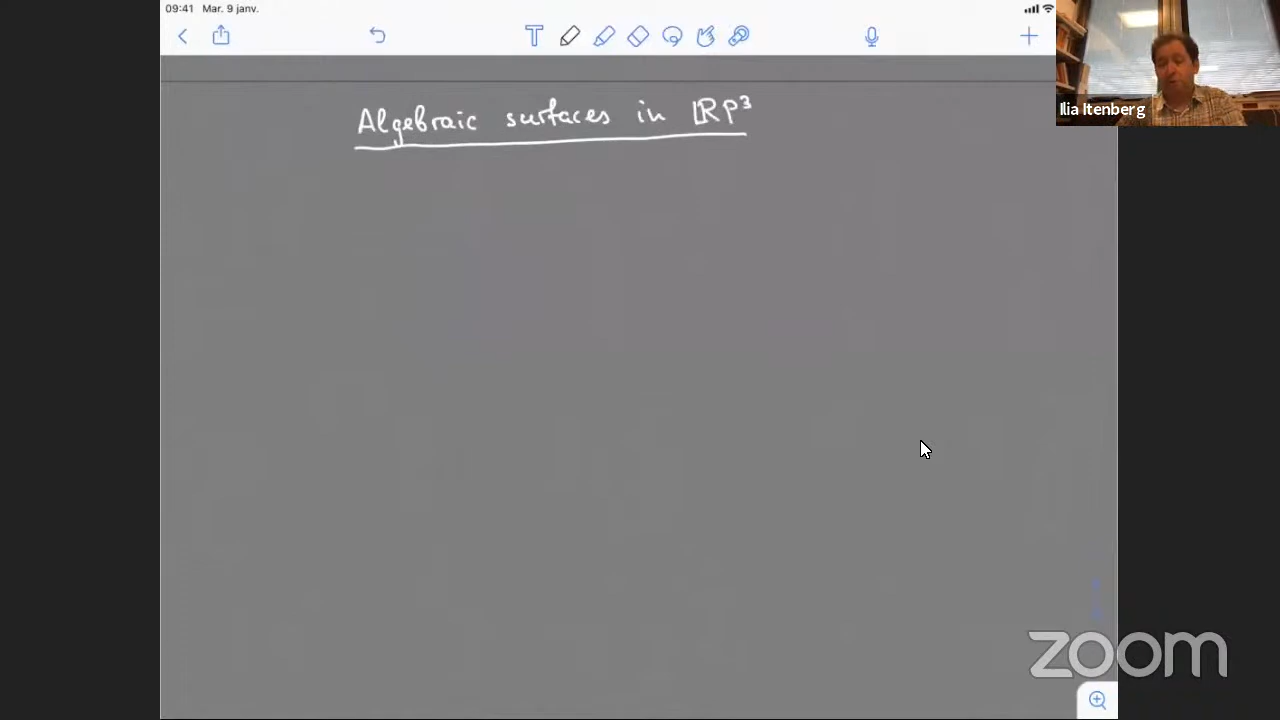 09:41 Mar. 9 janv.
T
Algebraic surfaces in ℝP³
Ilia Itenberg
zoom